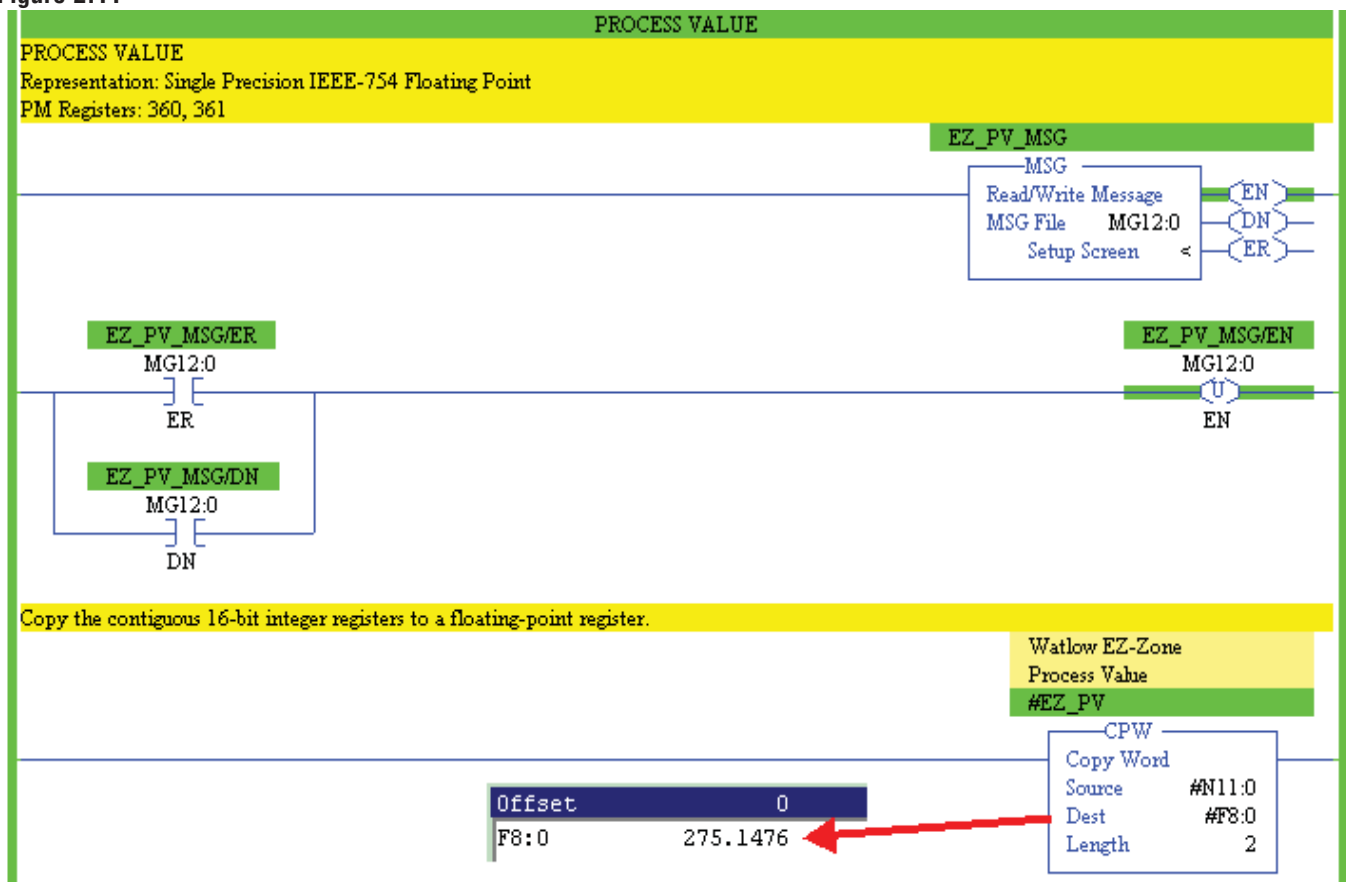 PROCESS VALUE
PROCESS VALUE
Representation: Single Precision IEEE-754 Floating Point
PM Registers: 360, 361
EZ_PV_MSG
MSG
Read/Write Message
EN
MSG File MG12:0
DN
Setup Screen <
ER
EZ_PV_MSG/ER
MG12:0
ER
EZ_PV_MSG/EN
MG12:0
U
EN
EZ_PV_MSG/DN
MG12:0
DN
Copy the contiguous 16-bit integer registers to a floating-point register.
Watlow EZ-Zone
Process Value
#EZ_PV
CPW
Copy Word
Source #N11:0
Dest #F8:0
Length 2
Offset 0
F8:0 275.1476